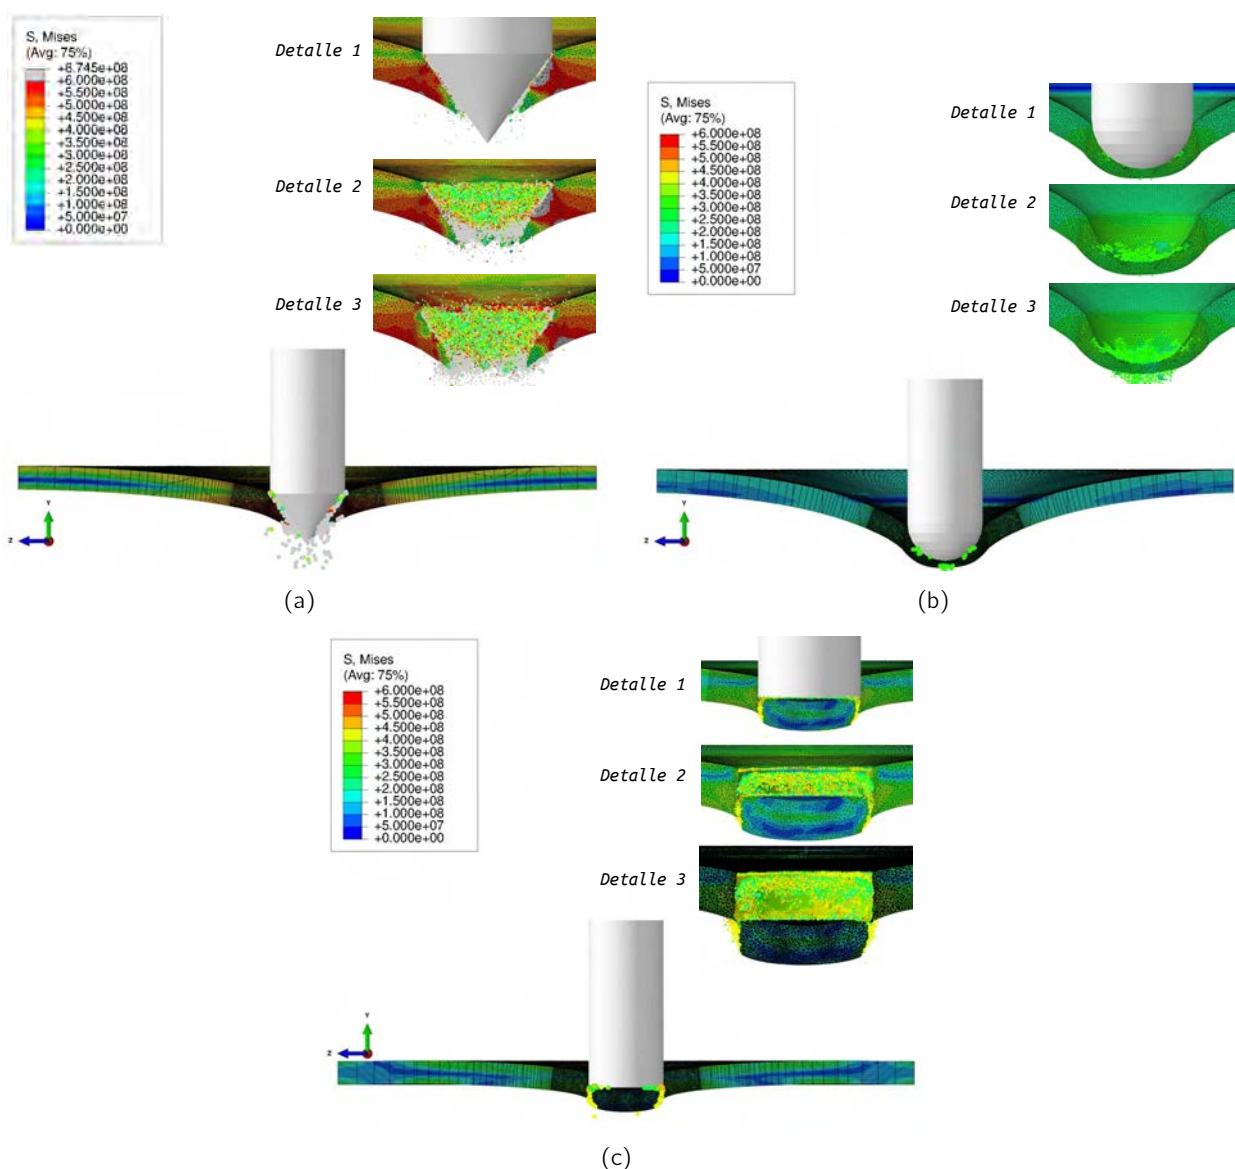 S, Mises
(Avg: 75%)
+8.745e+08
+6.000e+08
+5.500e+08
+5.000e+08
+4.500e+08
+4.000e+08
+3.500e+08
+3.000e+08
+2.500e+08
+2.000e+08
+1.500e+08
+1.000e+08
+5.000e+07
+0.000e+00
Detalle 1
Detalle 2
Detalle 3
Y
Z
(a)
S, Mises
(Avg: 75%)
+6.000e+08
+5.500e+08
+5.000e+08
+4.500e+08
+4.000e+08
+3.500e+08
+3.000e+08
+2.500e+08
+2.000e+08
+1.500e+08
+1.000e+08
+5.000e+07
+0.000e+00
Detalle 1
Detalle 2
Detalle 3
Y
Z
(b)
S, Mises
(Avg: 75%)
+6.000e+08
+5.500e+08
+5.000e+08
+4.500e+08
+4.000e+08
+3.500e+08
+3.000e+08
+2.500e+08
+2.000e+08
+1.500e+08
+1.000e+08
+5.000e+07
+0.000e+00
Detalle 1
Detalle 2
Detalle 3
Y
Z
(c)